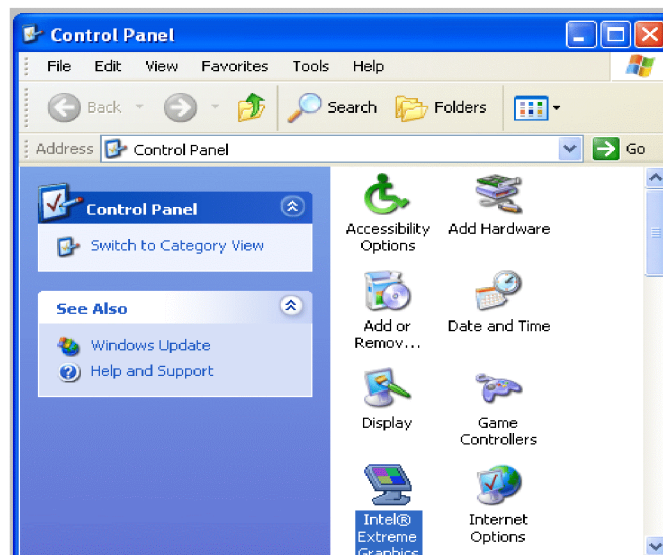 Control Panel
File Edit View Favorites Tools Help
Back Search Folders
Address Control Panel Go
Control Panel
Switch to Category View
See Also
Windows Update
Help and Support
Accessibility
Options
Add Hardware
Add or
Remov...
Date and Time
Display
Game
Controllers
Intel®
Extreme
Graphics
Internet
Options